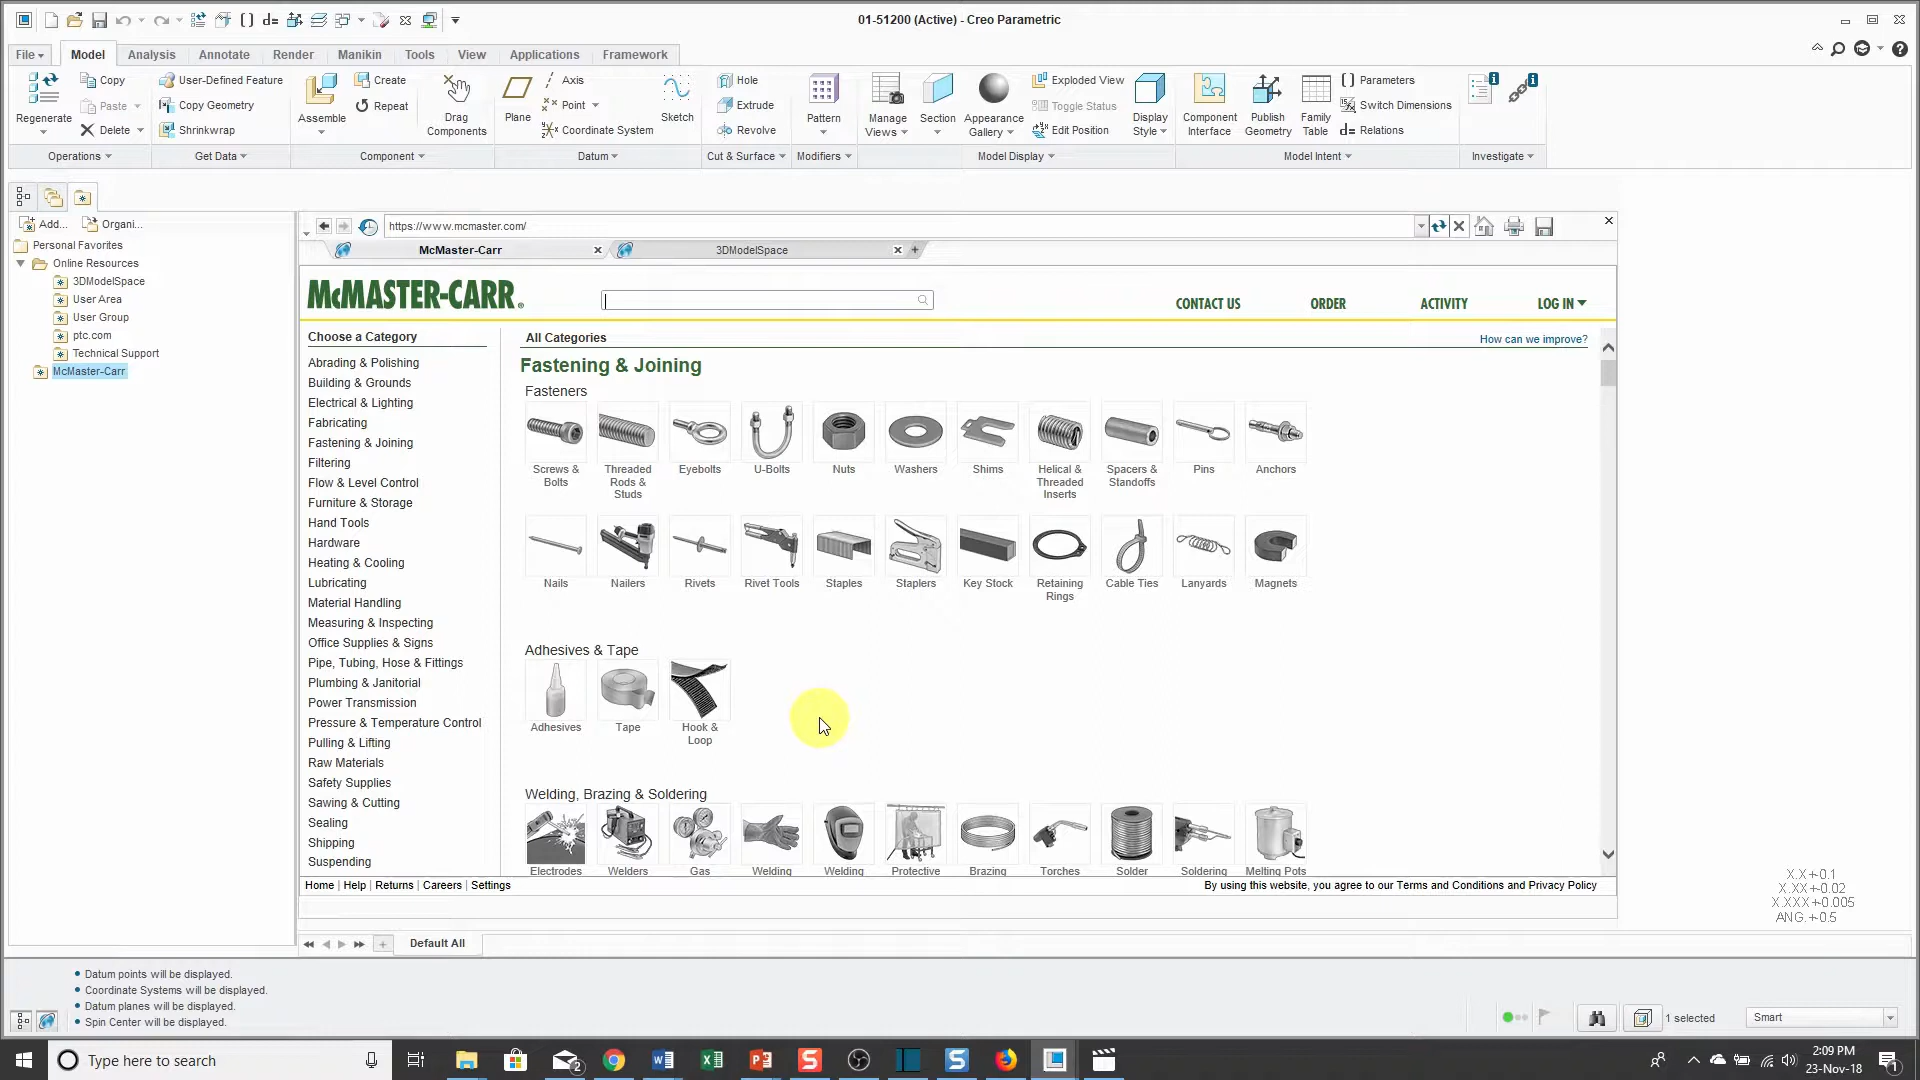 01-51200 (Active) - Creo Parametric
File Model Analysis Annotate Render Manikin Tools View Applications Framework
Regenerate
Copy
Paste
Delete
User-Defined Feature
Copy Geometry
Shrinkwrap
Assemble
Create
Repeat
Drag
Components
Plane
Axis
Point
Coordinate System
Sketch
Hole
Extrude
Revolve
Pattern
Manage
Views
Section
Appearance
Gallery
Exploded View
Toggle Status
Edit Position
Display
Style
Component
Interface
Publish
Geometry
Family
Table
Parameters
Switch Dimensions
d= Relations
Operations Get Data Component Datum Cut & Surface Modifiers Model Display Model Intent Investigate
Add... Organi...
Personal Favorites
Online Resources
3DModelSpace
User Area
User Group
ptc.com
Technical Support
McMaster-Carr
https://www.mcmaster.com/
McMaster-Carr 3DModelSpace
McMASTER-CARR®
CONTACT US ORDER ACTIVITY LOG IN
Choose a Category
Abrading & Polishing
Building & Grounds
Electrical & Lighting
Fabricating
Fastening & Joining
Filtering
Flow & Level Control
Furniture & Storage
Hand Tools
Hardware
Heating & Cooling
Lubricating
Material Handling
Measuring & Inspecting
Office Supplies & Signs
Pipe, Tubing, Hose & Fittings
Plumbing & Janitorial
Power Transmission
Pressure & Temperature Control
Pulling & Lifting
Raw Materials
Safety Supplies
Sawing & Cutting
Sealing
Shipping
Suspending
All Categories
How can we improve?
Fastening & Joining
Fasteners
Screws &
Bolts
Threaded
Rods &
Studs
Eyebolts
U-Bolts
Nuts
Washers
Shims
Helical &
Threaded
Inserts
Spacers &
Standoffs
Pins
Anchors
Nails
Nailers
Rivets
Rivet Tools
Staples
Staplers
Key Stock
Retaining
Rings
Cable Ties
Lanyards
Magnets
Adhesives & Tape
Adhesives
Tape
Hook &
Loop
Welding, Brazing & Soldering
Electrodes Welders Gas Welding Welding Protective Brazing Torches Solder Soldering Melting Pots
Home | Help | Returns | Careers | Settings
By using this website, you agree to our Terms and Conditions and Privacy Policy
X.X+-0.1
X.XX+-0.02
X.XXX+-0.005
ANG.+-0.5
Default All
Datum points will be displayed.
Coordinate Systems will be displayed.
Datum planes will be displayed.
Spin Center will be displayed.
1 selected
Smart
Type here to search
2
2:09 PM
23-Nov-18
1